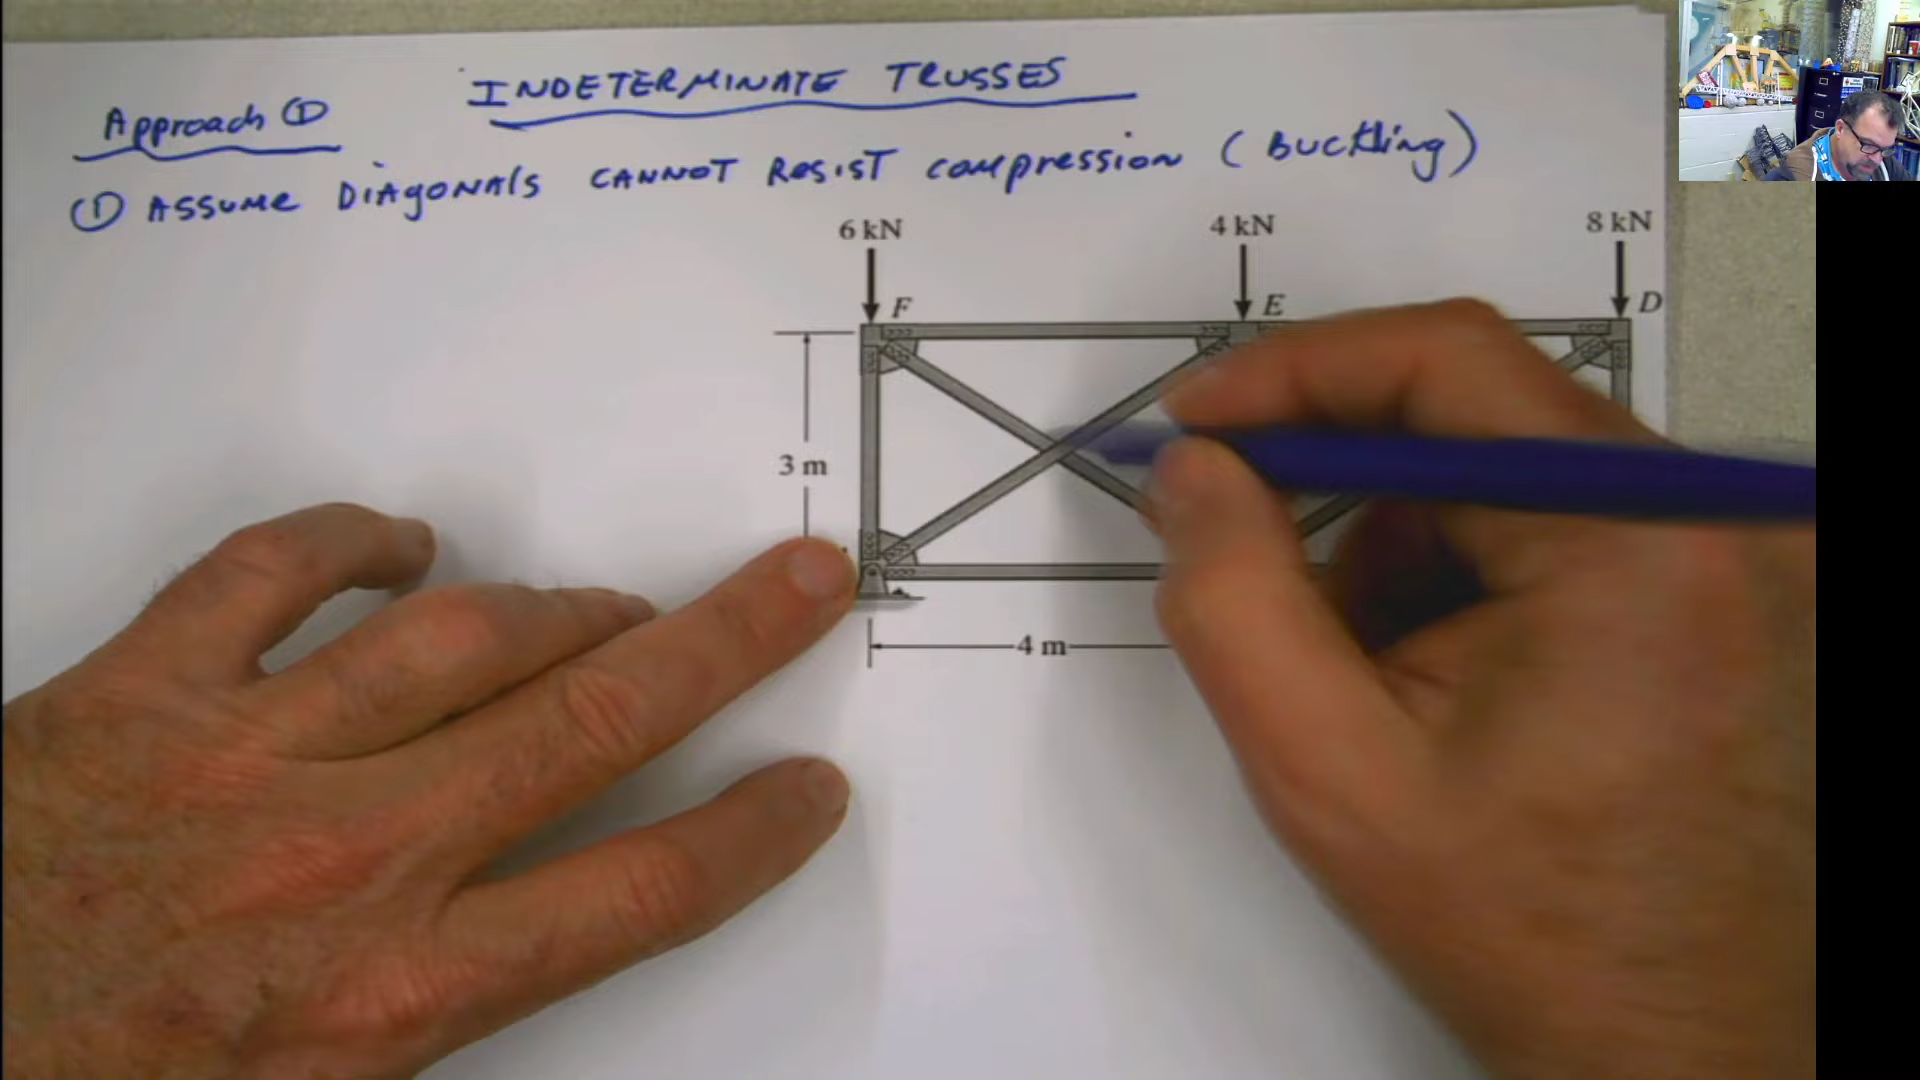 INDETERMINATE TRUSSES
Approach ①
① ASSUME DIAGONALS CANNOT RESIST COMPRESSION (BUCKLING)
6 kN
4 kN
8 kN
F
E
D
3 m
4 m